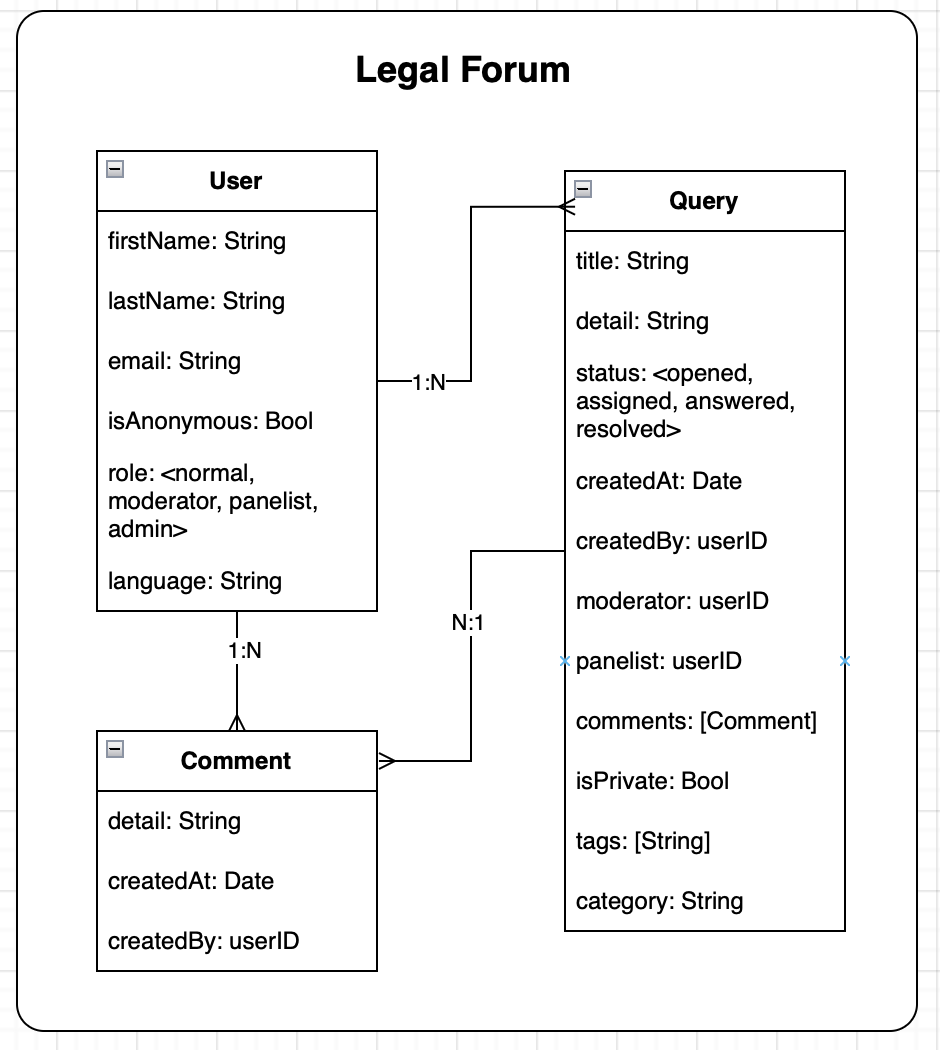 Legal Forum
User
firstName: String
lastName: String
email: String
isAnonymous: Bool
role: <normal,
moderator, panelist,
admin>
language: String
1:N
1:N
Query
title: String
detail: String
status: <opened,
assigned, answered,
resolved>
createdAt: Date
createdBy: userID
moderator: userID
panelist: userID
comments: [Comment]
isPrivate: Bool
tags: [String]
category: String
N:1
Comment
detail: String
createdAt: Date
createdBy: userID